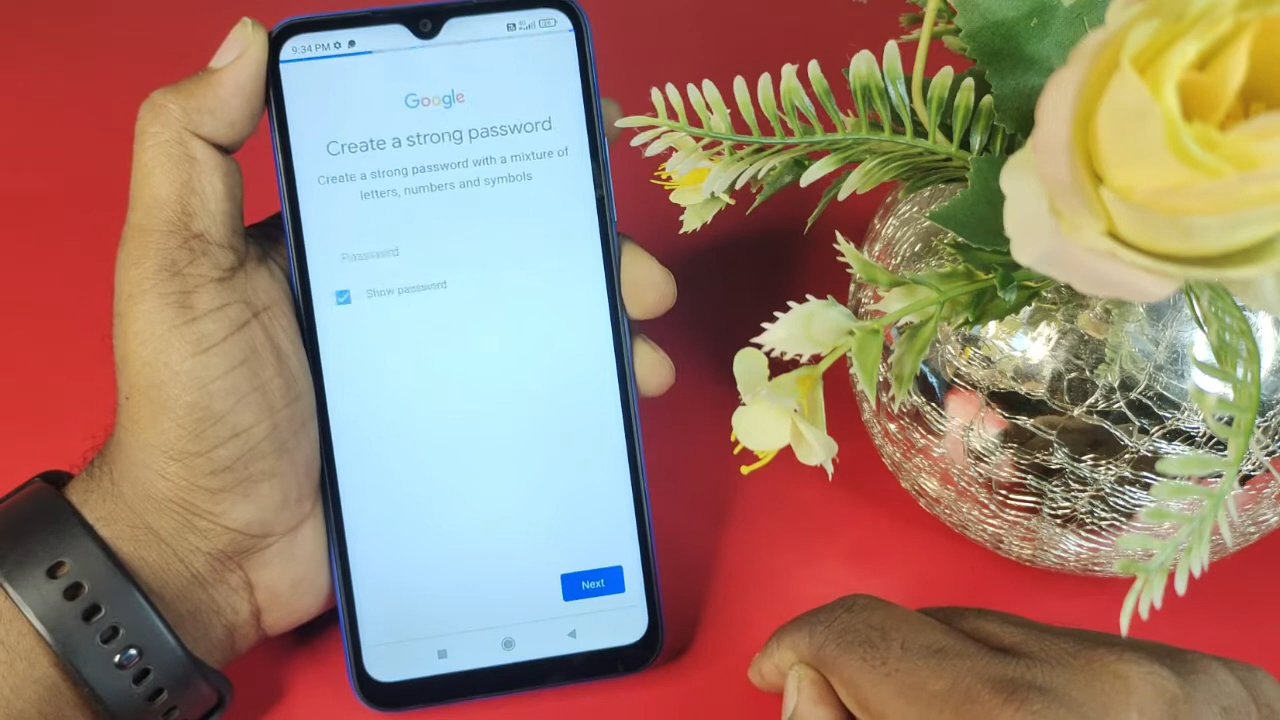 9:34 PM
Google
Create a strong password
Create a strong password with a mixture of
letters, numbers and symbols
Password
Show password
Next